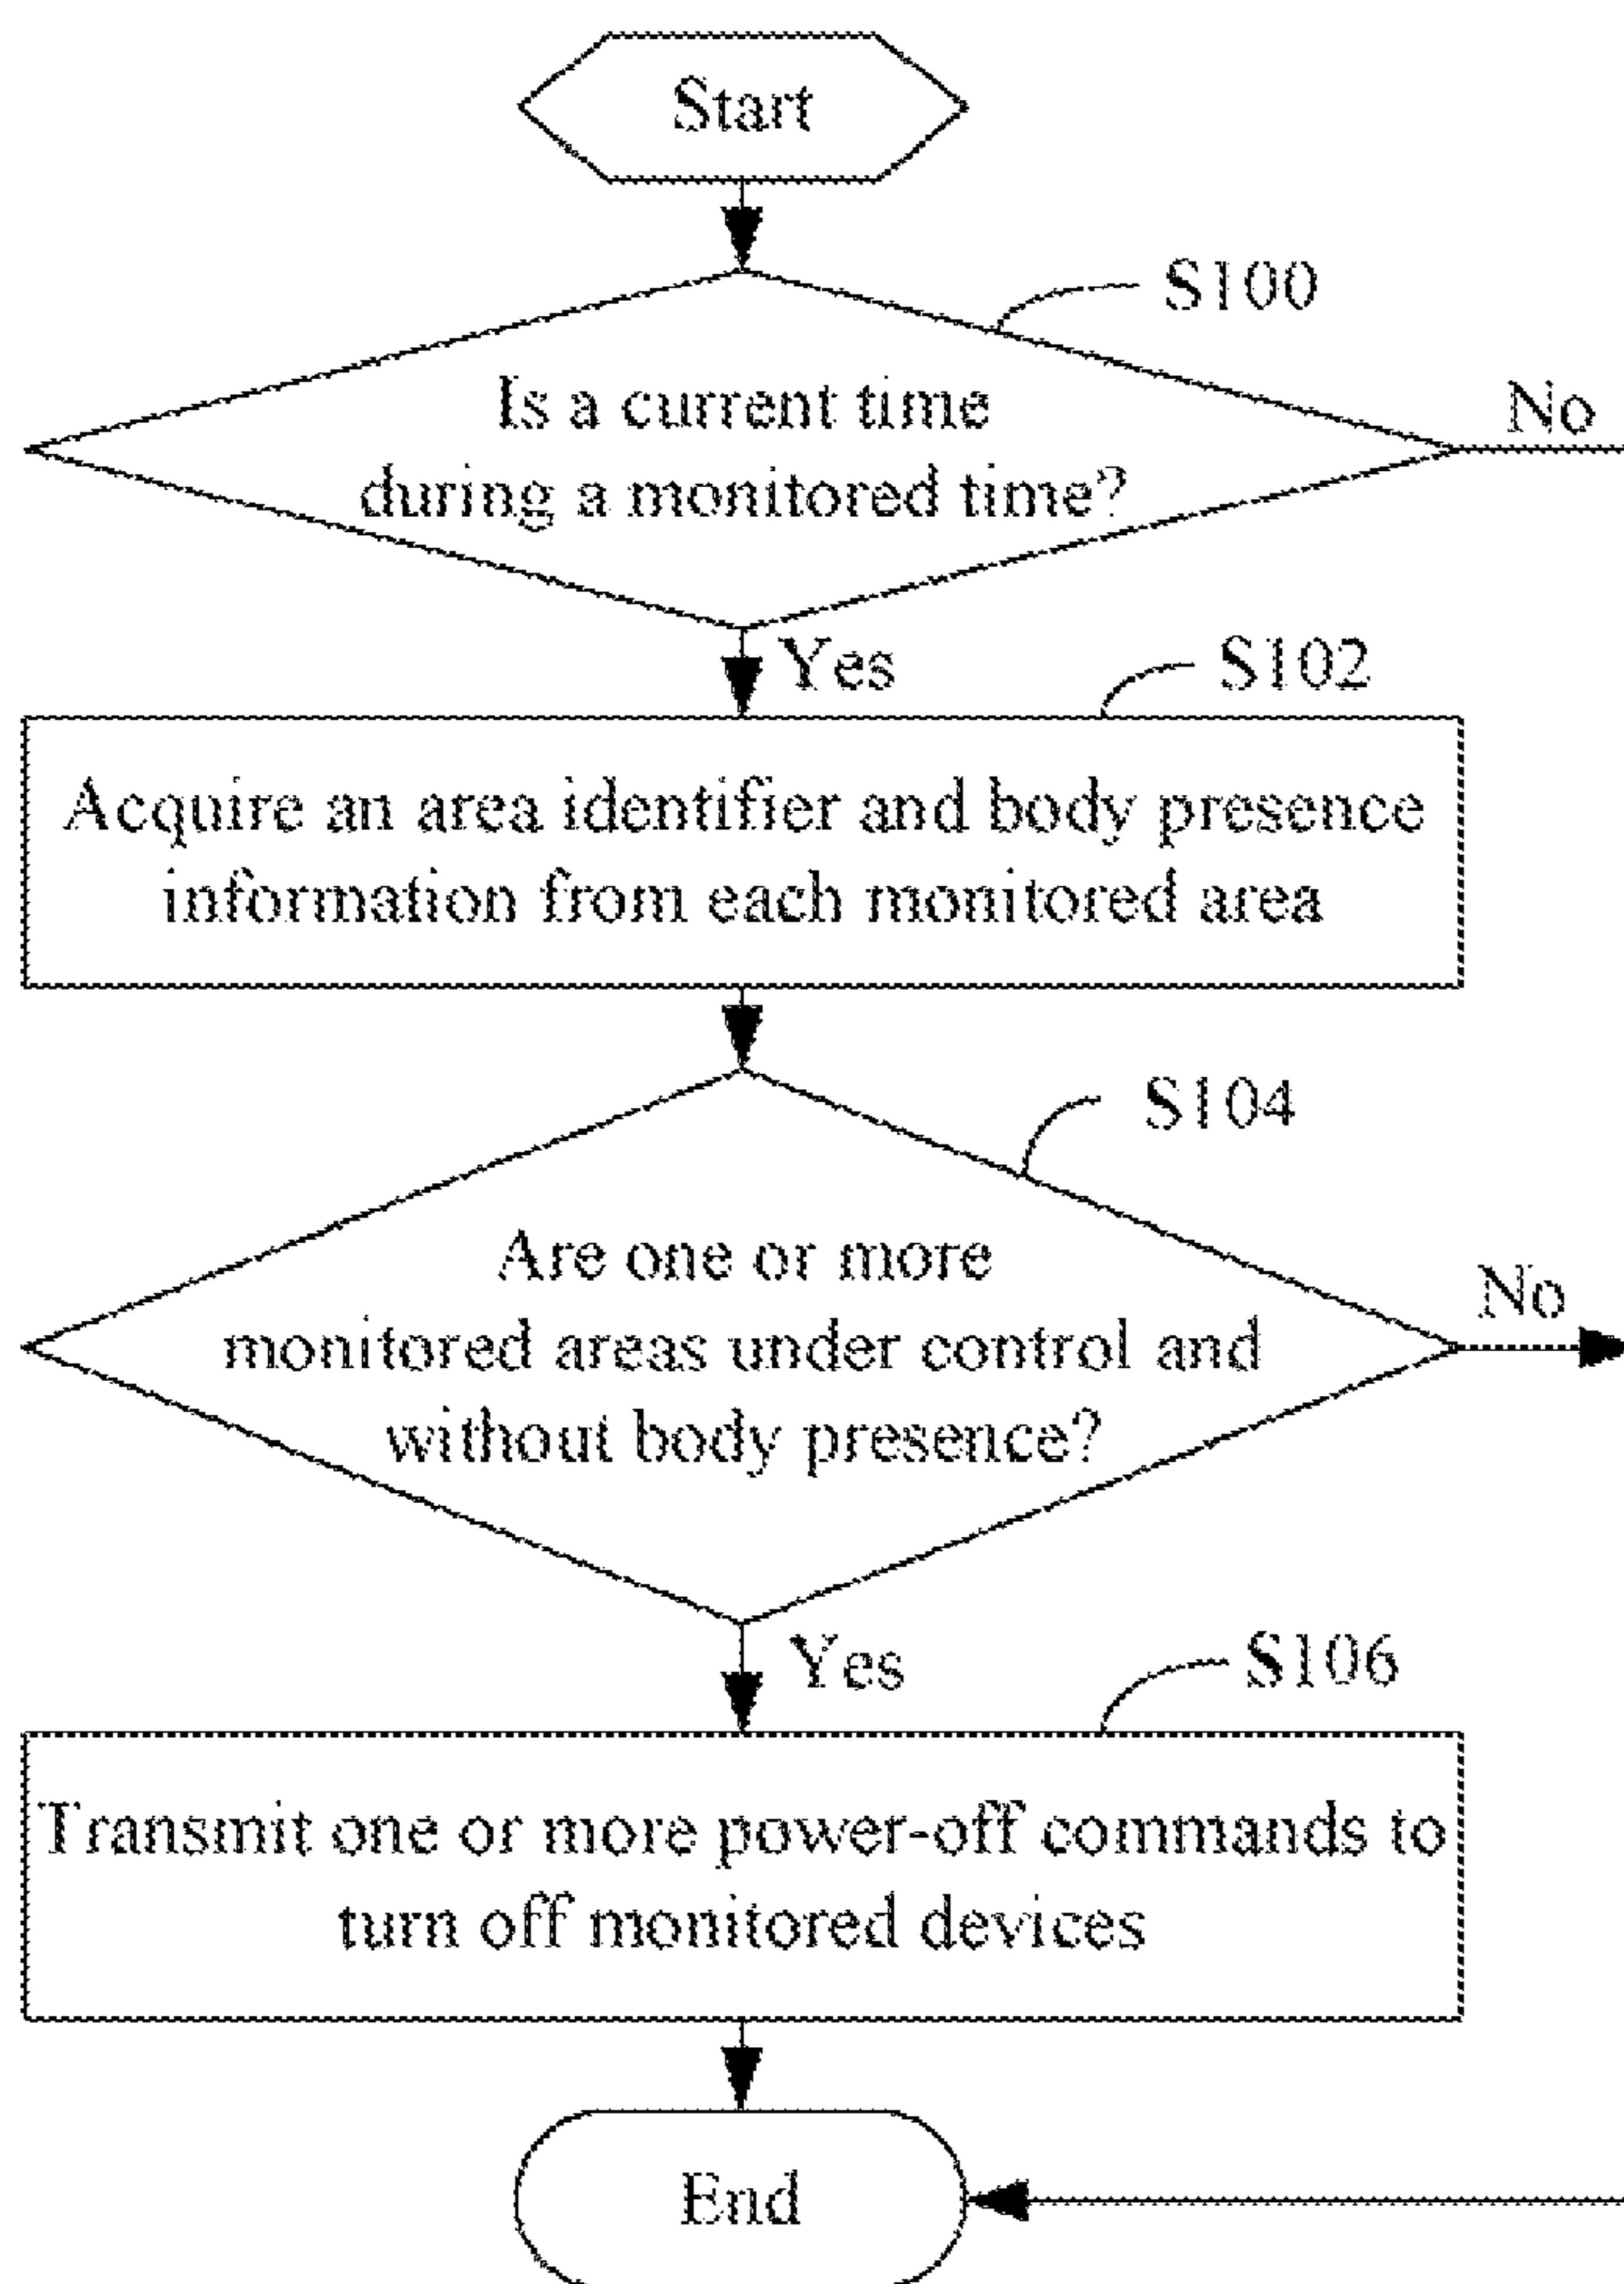 Start
S100
Is a current time
during a monitored time?
No
Yes
S102
Acquire an area identifier and body presence
information from each monitored area
S104
Are one or more
monitored areas under control and
without body presence?
No
Yes
S106
Transmit one or more power-off commands to
turn off monitored devices
End